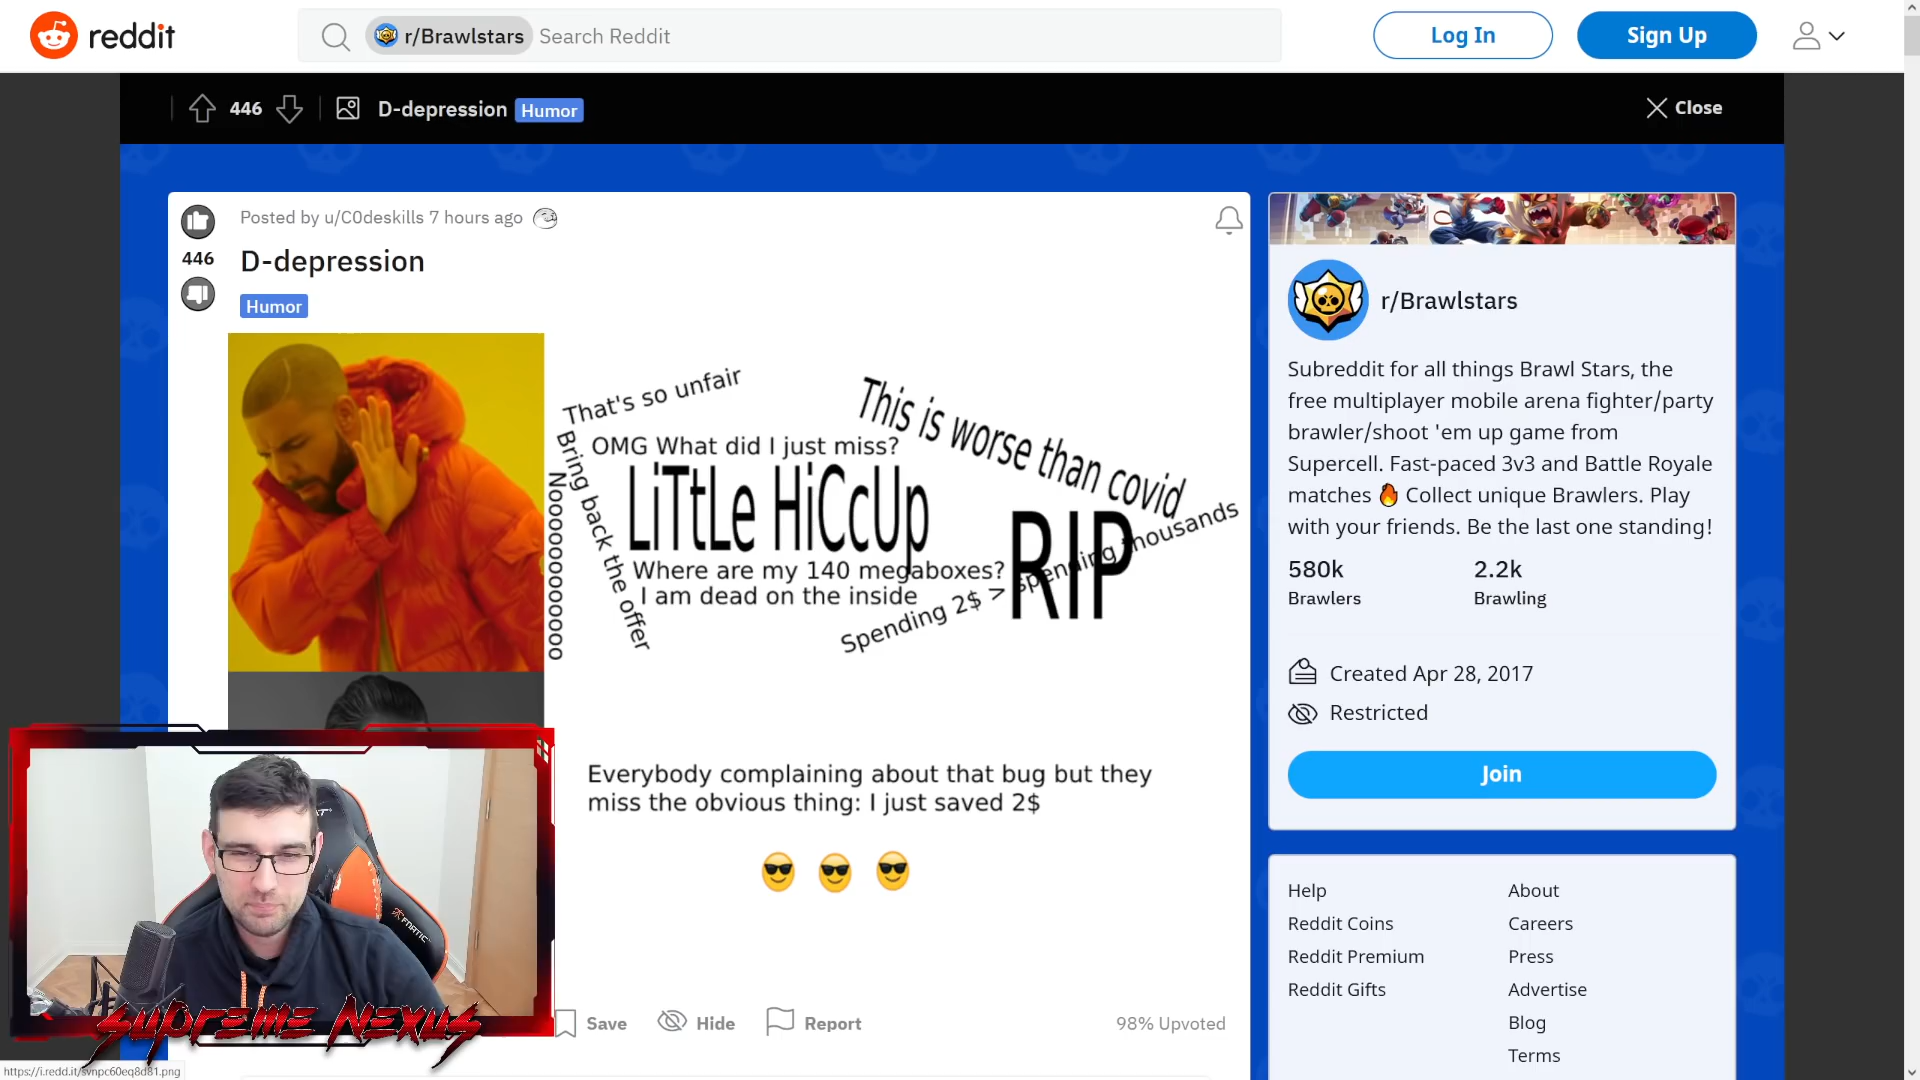 reddit
r/Brawlstars Search Reddit
Log In
Sign Up
446
D-depression Humor
Close
Posted by u/C0deskills 7 hours ago
446
D-depression
Humor
That's so unfair
This is worse than covid
OMG What did I just miss?
Bring back the offer
Nooooooooooooo
LiTtLe HiCcUp
RIP
Where are my 140 megaboxes?
I am dead on the inside
Spending 2$ > spending thousands
Everybody complaining about that bug but they
miss the obvious thing: I just saved 2$
Save
Hide
Report
98% Upvoted
r/Brawlstars
Subreddit for all things Brawl Stars, the
free multiplayer mobile arena fighter/party
brawler/shoot 'em up game from
Supercell. Fast-paced 3v3 and Battle Royale
matches 🔥 Collect unique Brawlers. Play
with your friends. Be the last one standing!
580k
Brawlers
2.2k
Brawling
Created Apr 28, 2017
Restricted
Join
Help
About
Reddit Coins
Careers
Reddit Premium
Press
Reddit Gifts
Advertise
Blog
Terms
FNATIC
SUPREME NEXUS